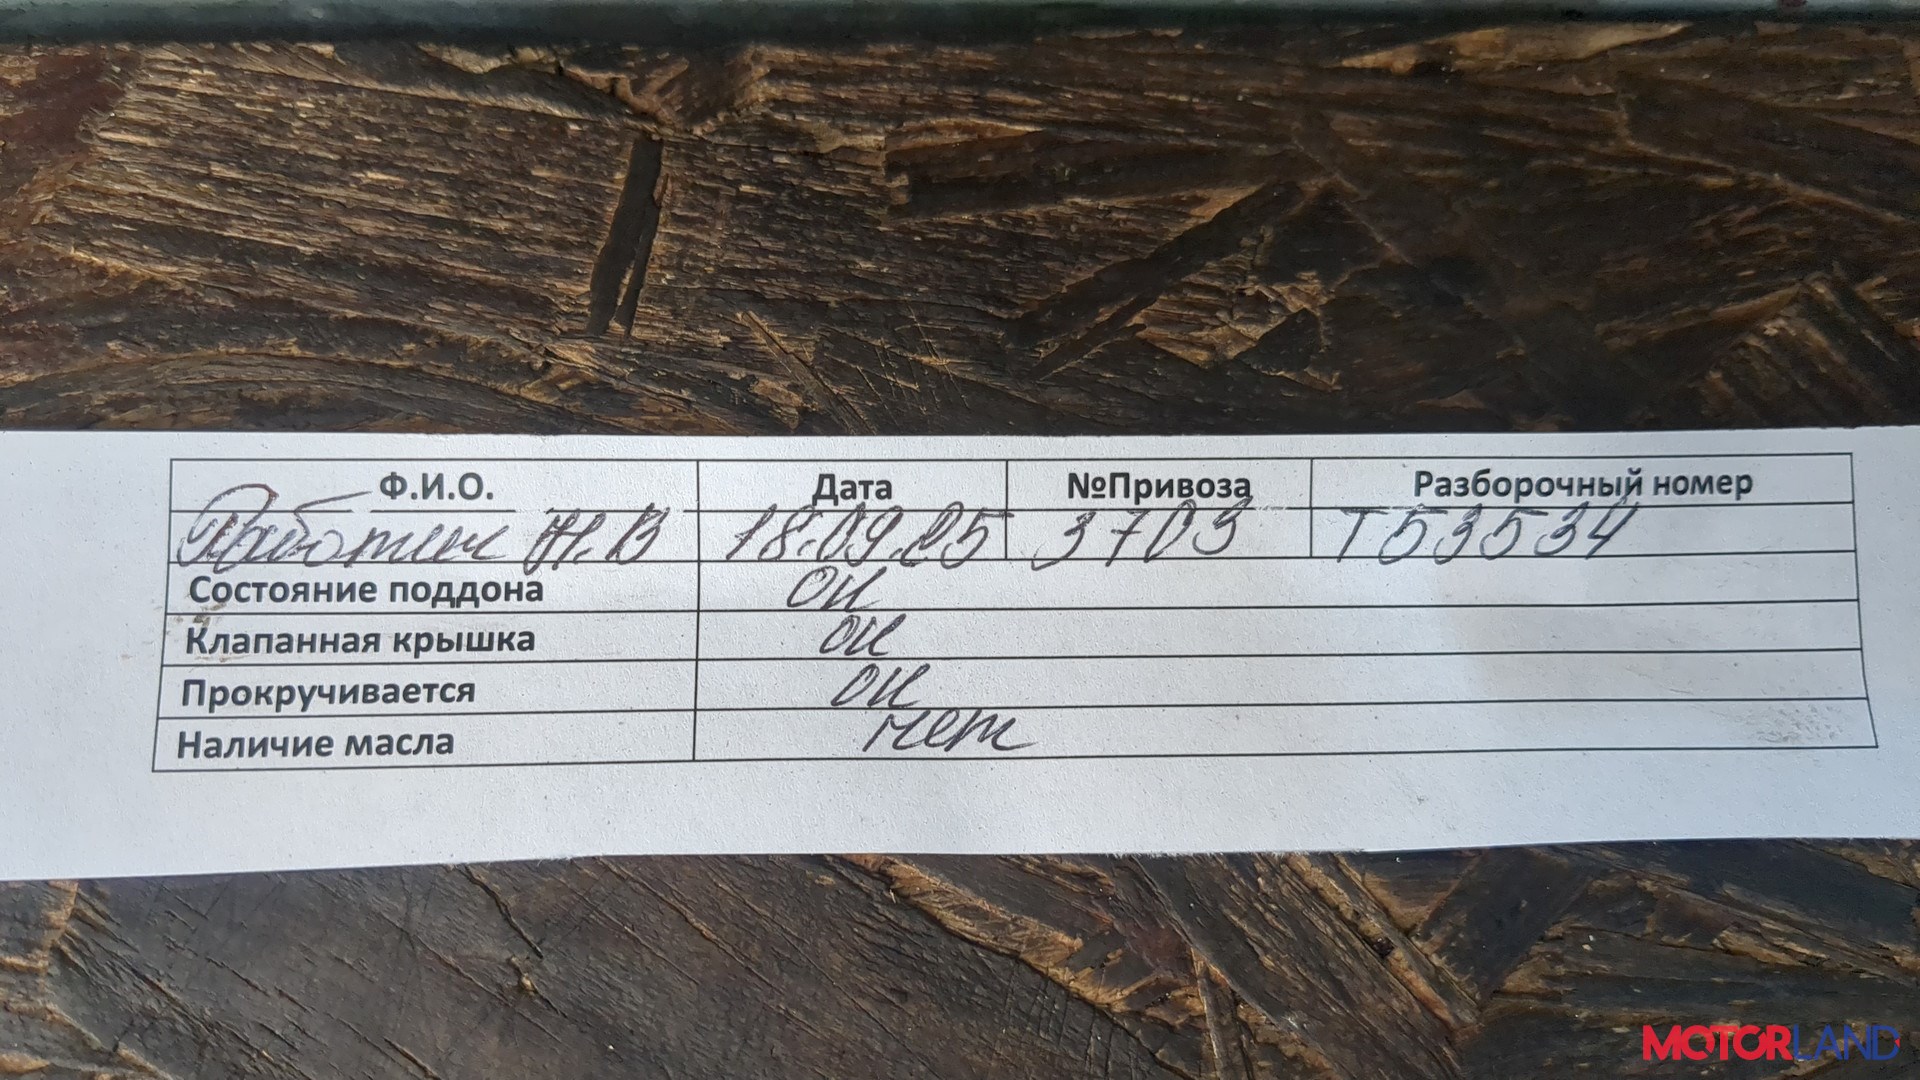 Ф.И.О. Дата №Привоза Разборочный номер
Н.В 18.09.25 3703 Т53534
Состояние поддона ок
Клапанная крышка ок
Прокручивается ок
Наличие масла нет
MOTORLAND